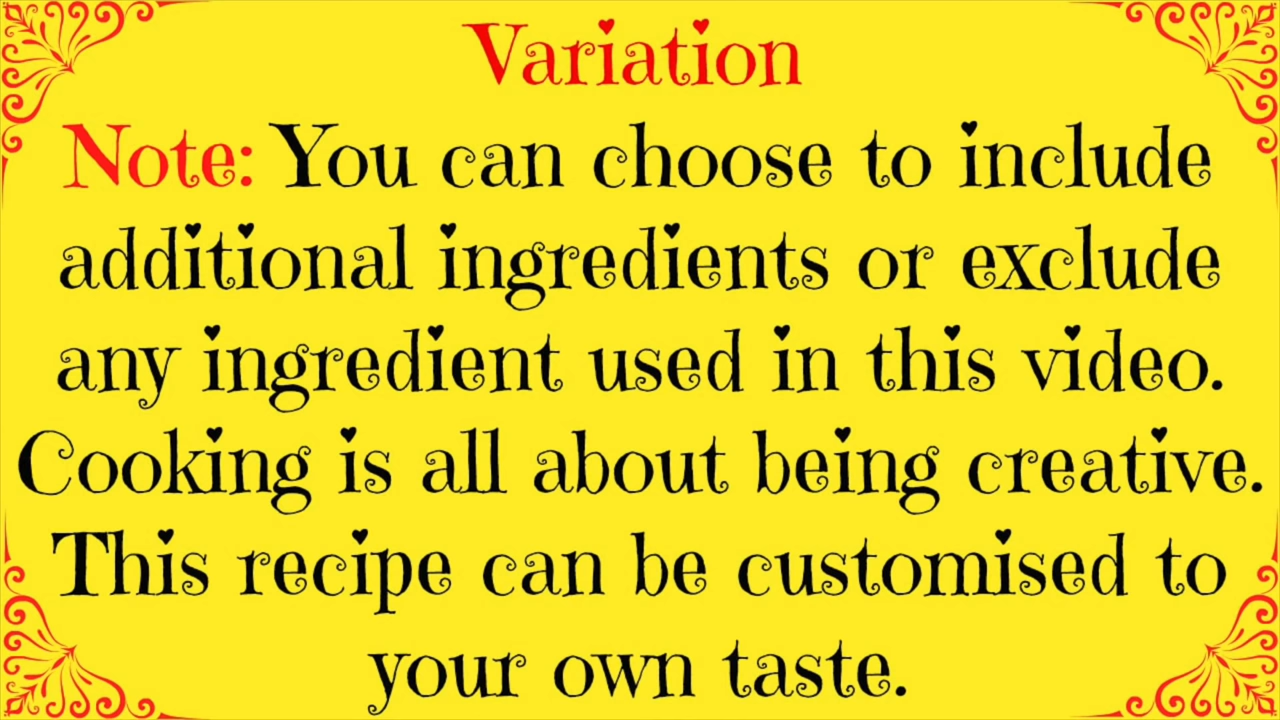 Variation
Note: You can choose to include
additional ingredients or exclude
any ingredient used in this video.
Cooking is all about being creative.
This recipe can be customised to
your own taste.